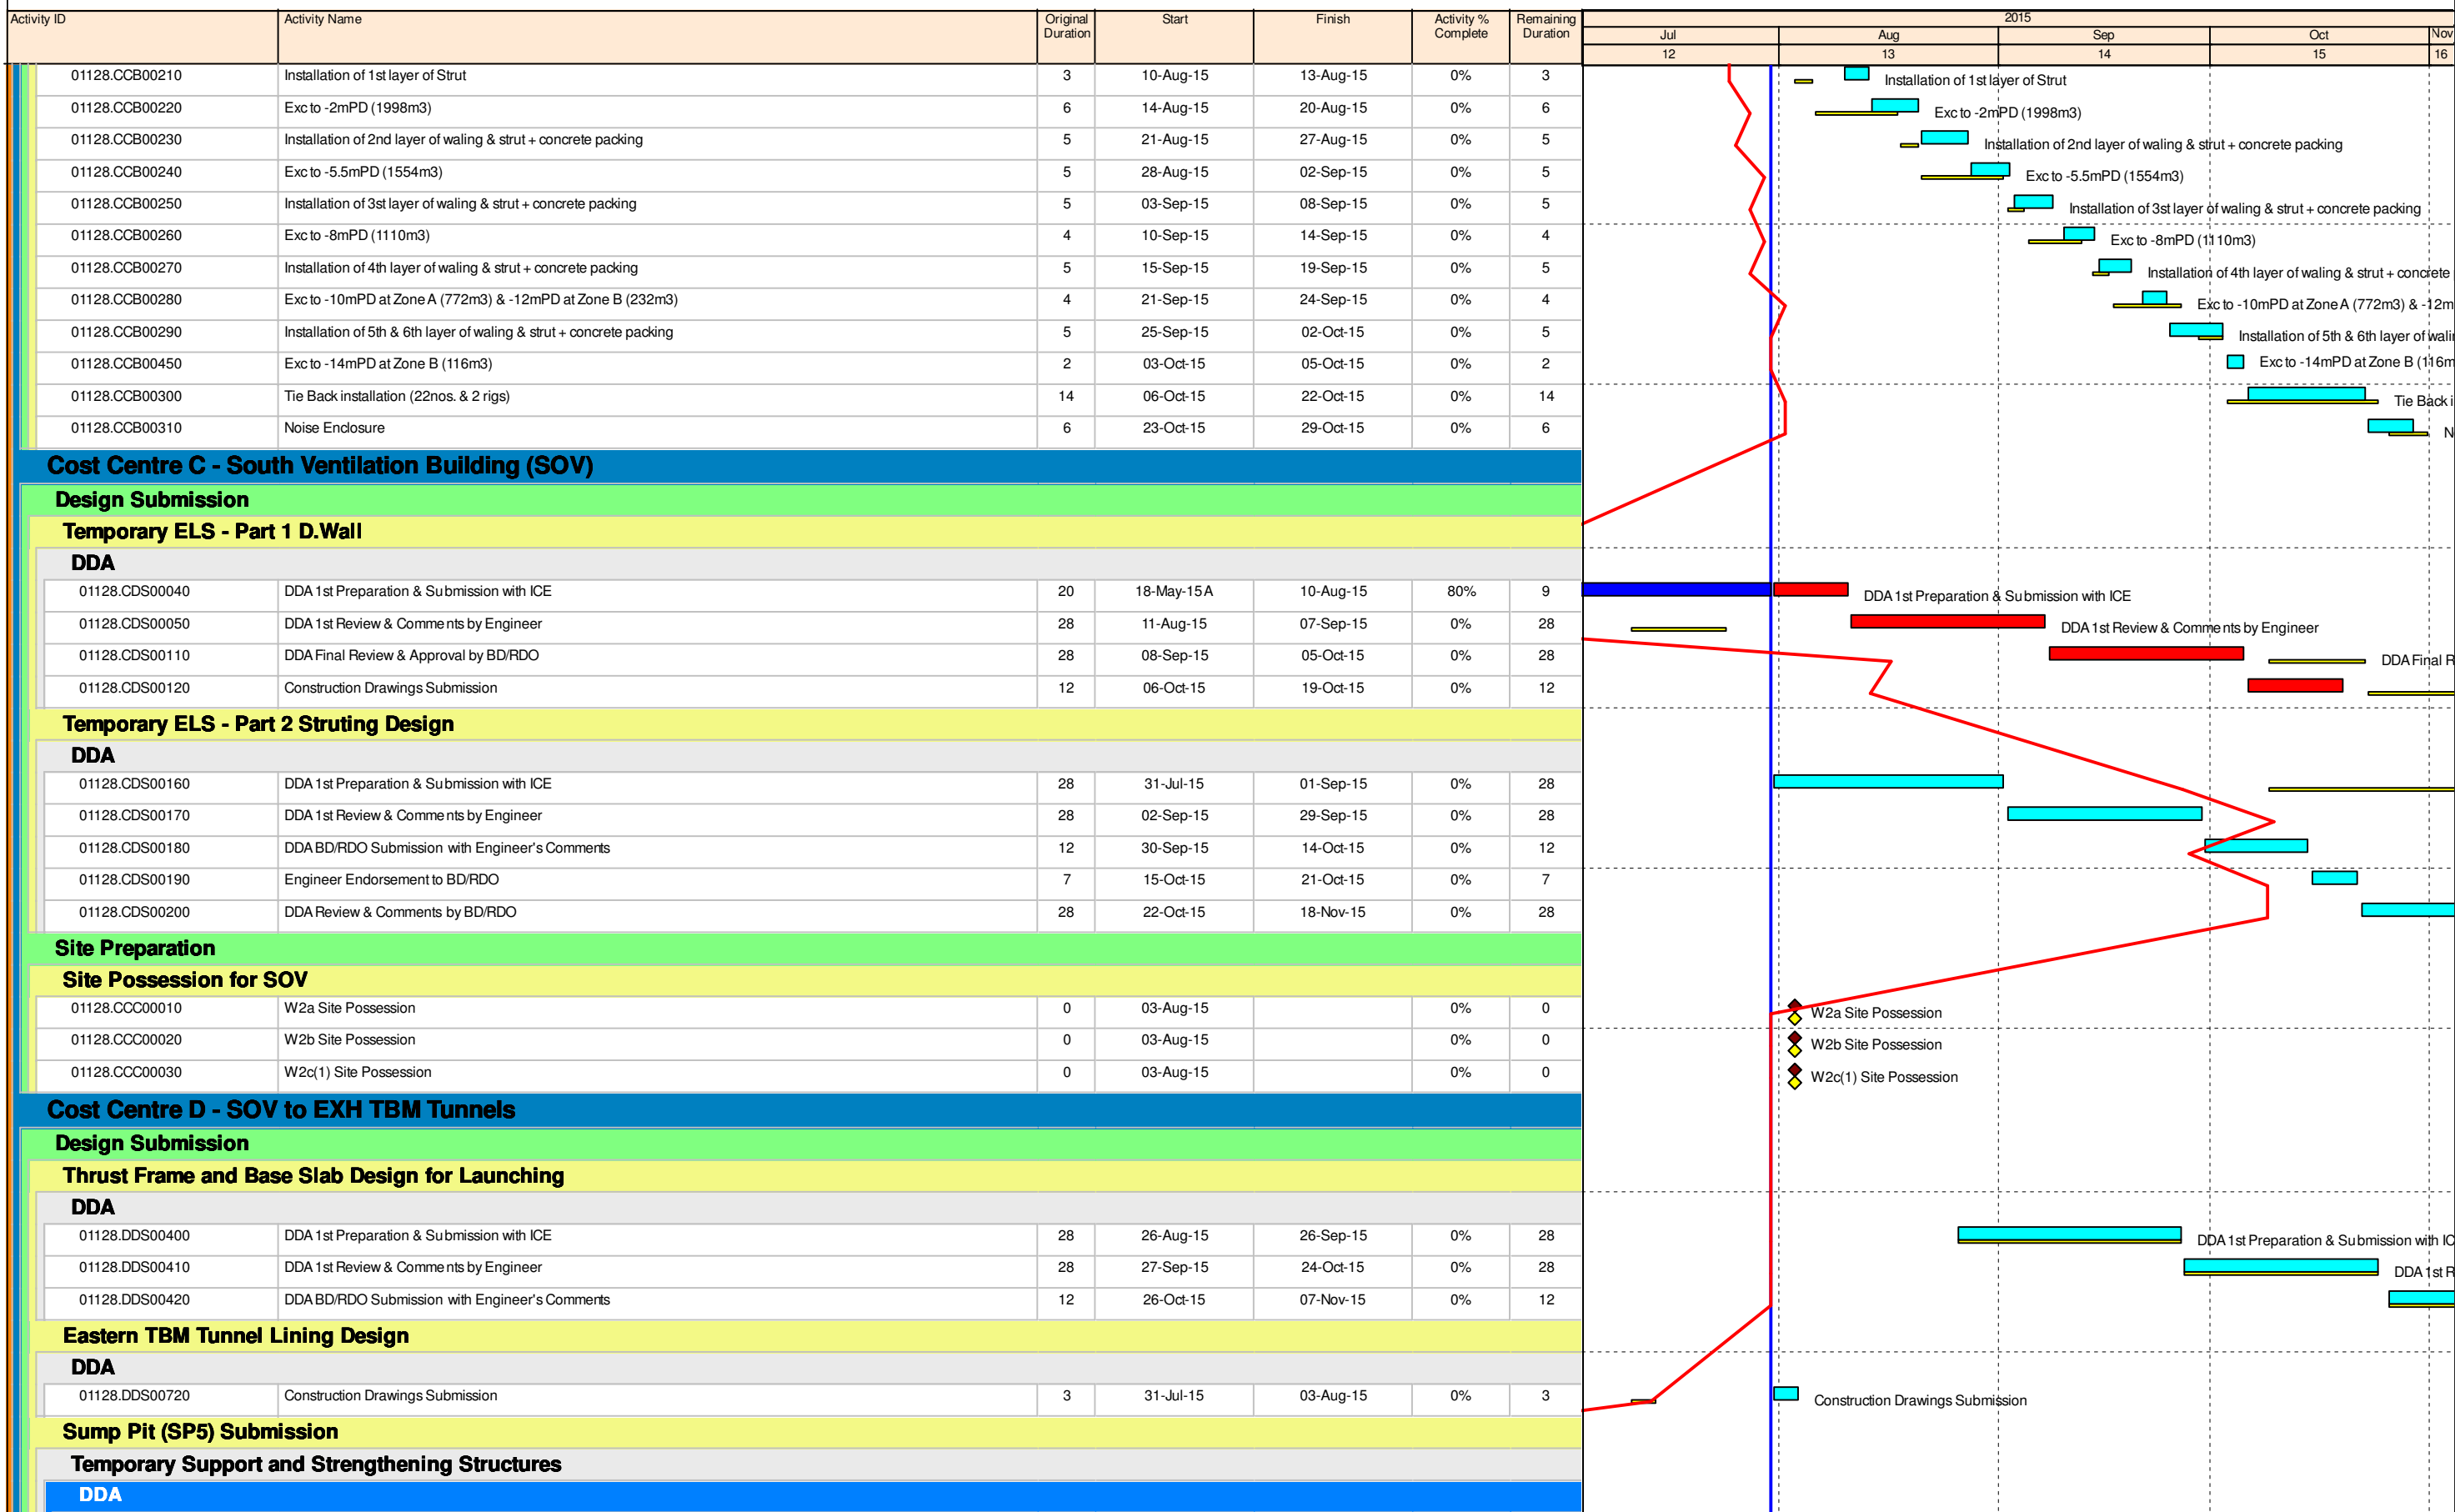 Activity ID Activity Name Original Duration Start Finish Activity % Complete Remaining Duration 2015
Jul Aug Sep Oct Nov
12 13 14 15 16
01128.CCB00210 Installation of 1st layer of Strut 3 10-Aug-15 13-Aug-15 0% 3 Installation of 1st layer of Strut
01128.CCB00220 Exc to -2mPD (1998m3) 6 14-Aug-15 20-Aug-15 0% 6 Exc to -2mPD (1998m3)
01128.CCB00230 Installation of 2nd layer of waling & strut + concrete packing 5 21-Aug-15 27-Aug-15 0% 5 Installation of 2nd layer of waling & strut + concrete packing
01128.CCB00240 Exc to -5.5mPD (1554m3) 5 28-Aug-15 02-Sep-15 0% 5 Exc to -5.5mPD (1554m3)
01128.CCB00250 Installation of 3st layer of waling & strut + concrete packing 5 03-Sep-15 08-Sep-15 0% 5 Installation of 3st layer of waling & strut + concrete packing
01128.CCB00260 Exc to -8mPD (1110m3) 4 10-Sep-15 14-Sep-15 0% 4 Exc to -8mPD (1110m3)
01128.CCB00270 Installation of 4th layer of waling & strut + concrete packing 5 15-Sep-15 19-Sep-15 0% 5 Installation of 4th layer of waling & strut + concrete
01128.CCB00280 Exc to -10mPD at Zone A (772m3) & -12mPD at Zone B (232m3) 4 21-Sep-15 24-Sep-15 0% 4 Exc to -10mPD at Zone A (772m3) & -12m
01128.CCB00290 Installation of 5th & 6th layer of waling & strut + concrete packing 5 25-Sep-15 02-Oct-15 0% 5 Installation of 5th & 6th layer of wali
01128.CCB00450 Exc to -14mPD at Zone B (116m3) 2 03-Oct-15 05-Oct-15 0% 2 Exc to -14mPD at Zone B (116m
01128.CCB00300 Tie Back installation (22nos. & 2 rigs) 14 06-Oct-15 22-Oct-15 0% 14 Tie Back i
01128.CCB00310 Noise Enclosure 6 23-Oct-15 29-Oct-15 0% 6 N
Cost Centre C - South Ventilation Building (SOV)
Design Submission
Temporary ELS - Part 1 D.Wall
DDA
01128.CDS00040 DDA 1st Preparation & Submission with ICE 20 18-May-15 A 10-Aug-15 80% 9 DDA 1st Preparation & Submission with ICE
01128.CDS00050 DDA 1st Review & Comments by Engineer 28 11-Aug-15 07-Sep-15 0% 28 DDA 1st Review & Comments by Engineer
01128.CDS00110 DDA Final Review & Approval by BD/RDO 28 08-Sep-15 05-Oct-15 0% 28 DDA Final R
01128.CDS00120 Construction Drawings Submission 12 06-Oct-15 19-Oct-15 0% 12
Temporary ELS - Part 2 Struting Design
DDA
01128.CDS00160 DDA 1st Preparation & Submission with ICE 28 31-Jul-15 01-Sep-15 0% 28
01128.CDS00170 DDA 1st Review & Comments by Engineer 28 02-Sep-15 29-Sep-15 0% 28
01128.CDS00180 DDA BD/RDO Submission with Engineer's Comments 12 30-Sep-15 14-Oct-15 0% 12
01128.CDS00190 Engineer Endorsement to BD/RDO 7 15-Oct-15 21-Oct-15 0% 7
01128.CDS00200 DDA Review & Comments by BD/RDO 28 22-Oct-15 18-Nov-15 0% 28
Site Preparation
Site Possession for SOV
01128.CCC00010 W2a Site Possession 0 03-Aug-15 0% 0 W2a Site Possession
01128.CCC00020 W2b Site Possession 0 03-Aug-15 0% 0 W2b Site Possession
01128.CCC00030 W2c(1) Site Possession 0 03-Aug-15 0% 0 W2c(1) Site Possession
Cost Centre D - SOV to EXH TBM Tunnels
Design Submission
Thrust Frame and Base Slab Design for Launching
DDA
01128.DDS00400 DDA 1st Preparation & Submission with ICE 28 26-Aug-15 26-Sep-15 0% 28 DDA 1st Preparation & Submission with IC
01128.DDS00410 DDA 1st Review & Comments by Engineer 28 27-Sep-15 24-Oct-15 0% 28 DDA 1st R
01128.DDS00420 DDA BD/RDO Submission with Engineer's Comments 12 26-Oct-15 07-Nov-15 0% 12
Eastern TBM Tunnel Lining Design
DDA
01128.DDS00720 Construction Drawings Submission 3 31-Jul-15 03-Aug-15 0% 3 Construction Drawings Submission
Sump Pit (SP5) Submission
Temporary Support and Strengthening Structures
DDA